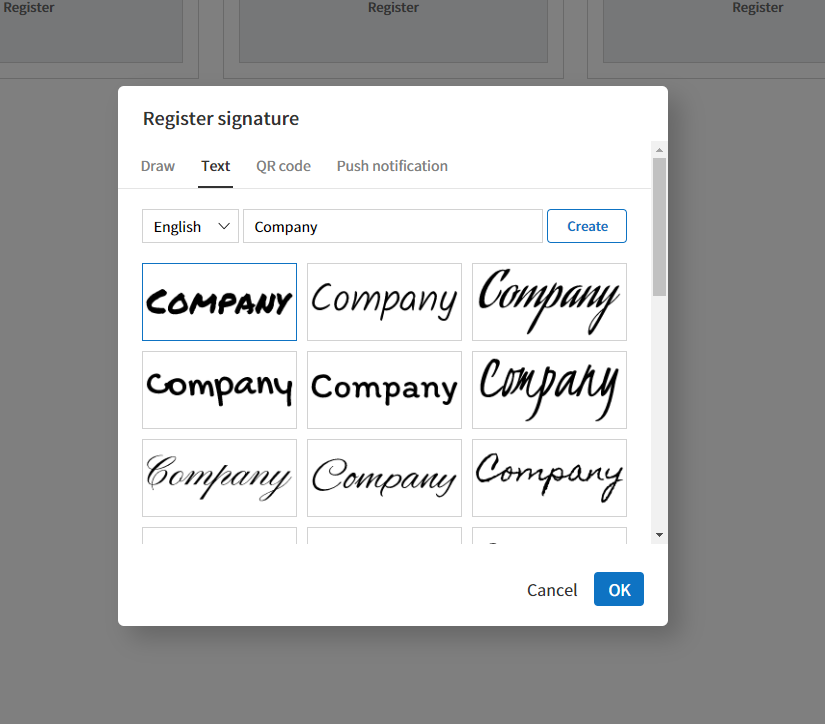 Register Register Register
Register signature
Draw Text QR code Push notification
English Company Create
COMPANY Company Company
Company Company Company
Company Company Company
Cancel OK